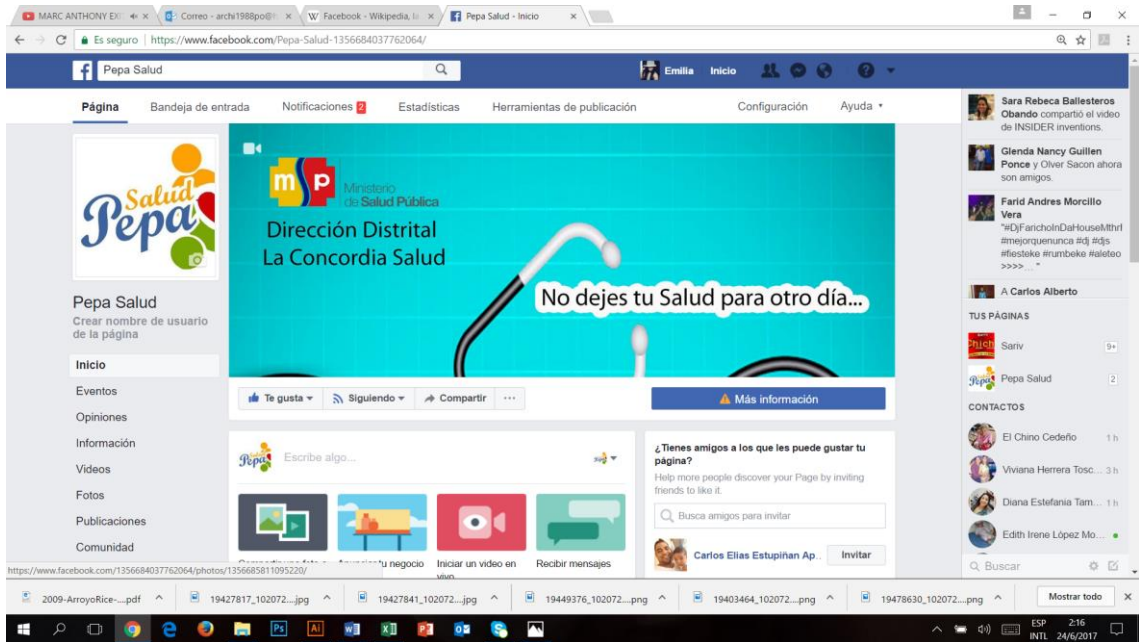 MARC ANTHONY EX
Correo - archi1988po@
Facebook - Wikipedia, l
Pepa Salud - Inicio
Es seguro
https://www.facebook.com/Pepa-Salud-1356684037762064/
Pepa Salud
Emilia
Inicio
Página
Bandeja de entrada
Notificaciones 2
Estadísticas
Herramientas de publicación
Configuración
Ayuda
Salud
Pepa
msp
Ministerio
de Salud Pública
Dirección Distrital
La Concordia Salud
No dejes tu Salud para otro día...
Pepa Salud
Crear nombre de usuario
de la página
Inicio
Eventos
Opiniones
Información
Videos
Fotos
Publicaciones
Comunidad
Te gusta
Siguiendo
Compartir
...
Más información
Escribe algo...
negocio
Iniciar un video en
vivo
Recibir mensajes
¿Tienes amigos a los que les puede gustar tu
página?
Help more people discover your Page by inviting
friends to like it.
Busca amigos para invitar
Carlos Elias Estupiñan Ap..
Invitar
Sara Rebeca Ballesteros
Obando compartió el video
de INSIDER inventions.
Glenda Nancy Guillen
Ponce y Olver Sacon ahora
son amigos.
Farid Andres Morcillo
Vera
"#DjFarichoInDaHouseMthrf
#mejorquenunca #dj #djs
#fiesteke #rumbeke #aleteo
>>>>... "
A Carlos Alberto
TUS PÁGINAS
Sariv
9+
Pepa Salud
2
CONTACTOS
El Chino Cedeño
1 h
Viviana Herrera Tosc...
3 h
Diana Estefania Tam...
1 h
Edith Irene López Mo...
Buscar
https://www.facebook.com/1356684037762064/photos/1356685811095220/
2009-ArroyoRice-....pdf
19427817_102072....jpg
19427841_102072....jpg
19449376_102072....png
19403464_102072....png
19478630_102072....png
Mostrar todo
ESP
INTL
2:16
24/6/2017